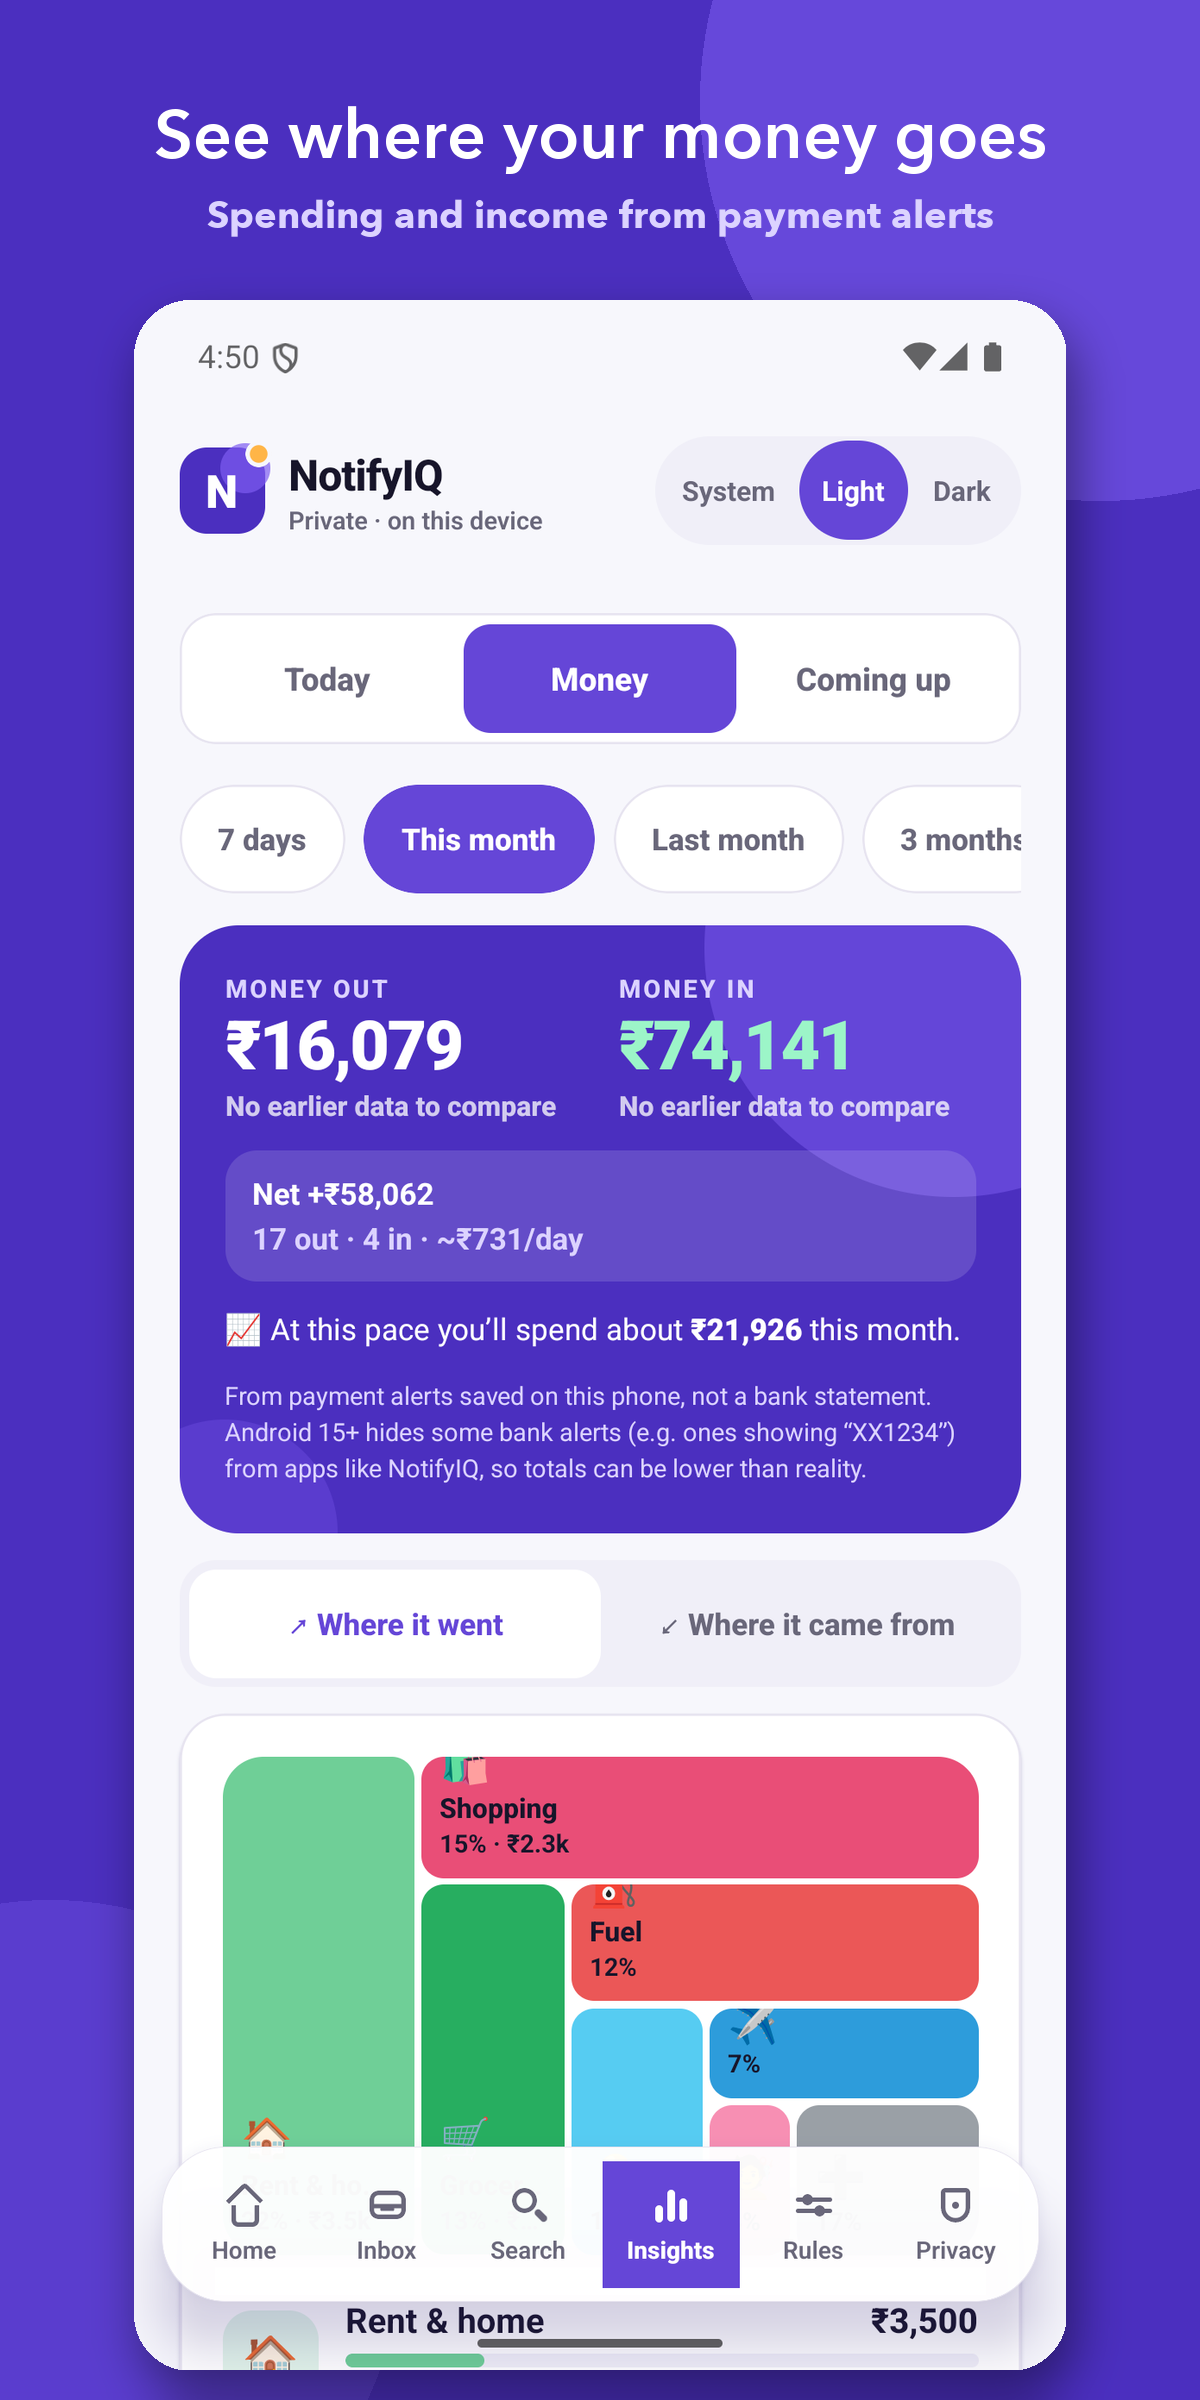 See where your money goes
Spending and income from payment alerts
4:50
N
NotifyIQ
Private · on this device
System
Light
Dark
Today
Money
Coming up
7 days
This month
Last month
3 months
MONEY OUT
MONEY IN
₹16,079
₹74,141
No earlier data to compare
No earlier data to compare
Net +₹58,062
17 out · 4 in · ~₹731/day
📈 At this pace you’ll spend about ₹21,926 this month.
From payment alerts saved on this phone, not a bank statement.
Android 15+ hides some bank alerts (e.g. ones showing “XX1234”)
from apps like NotifyIQ, so totals can be lower than reality.
↗ Where it went
↙ Where it came from
Shopping
15% · ₹2.3k
Fuel
12%
7%
Rent & ho
Home
Inbox
Search
Insights
Rules
Privacy
Rent & home
₹3,500